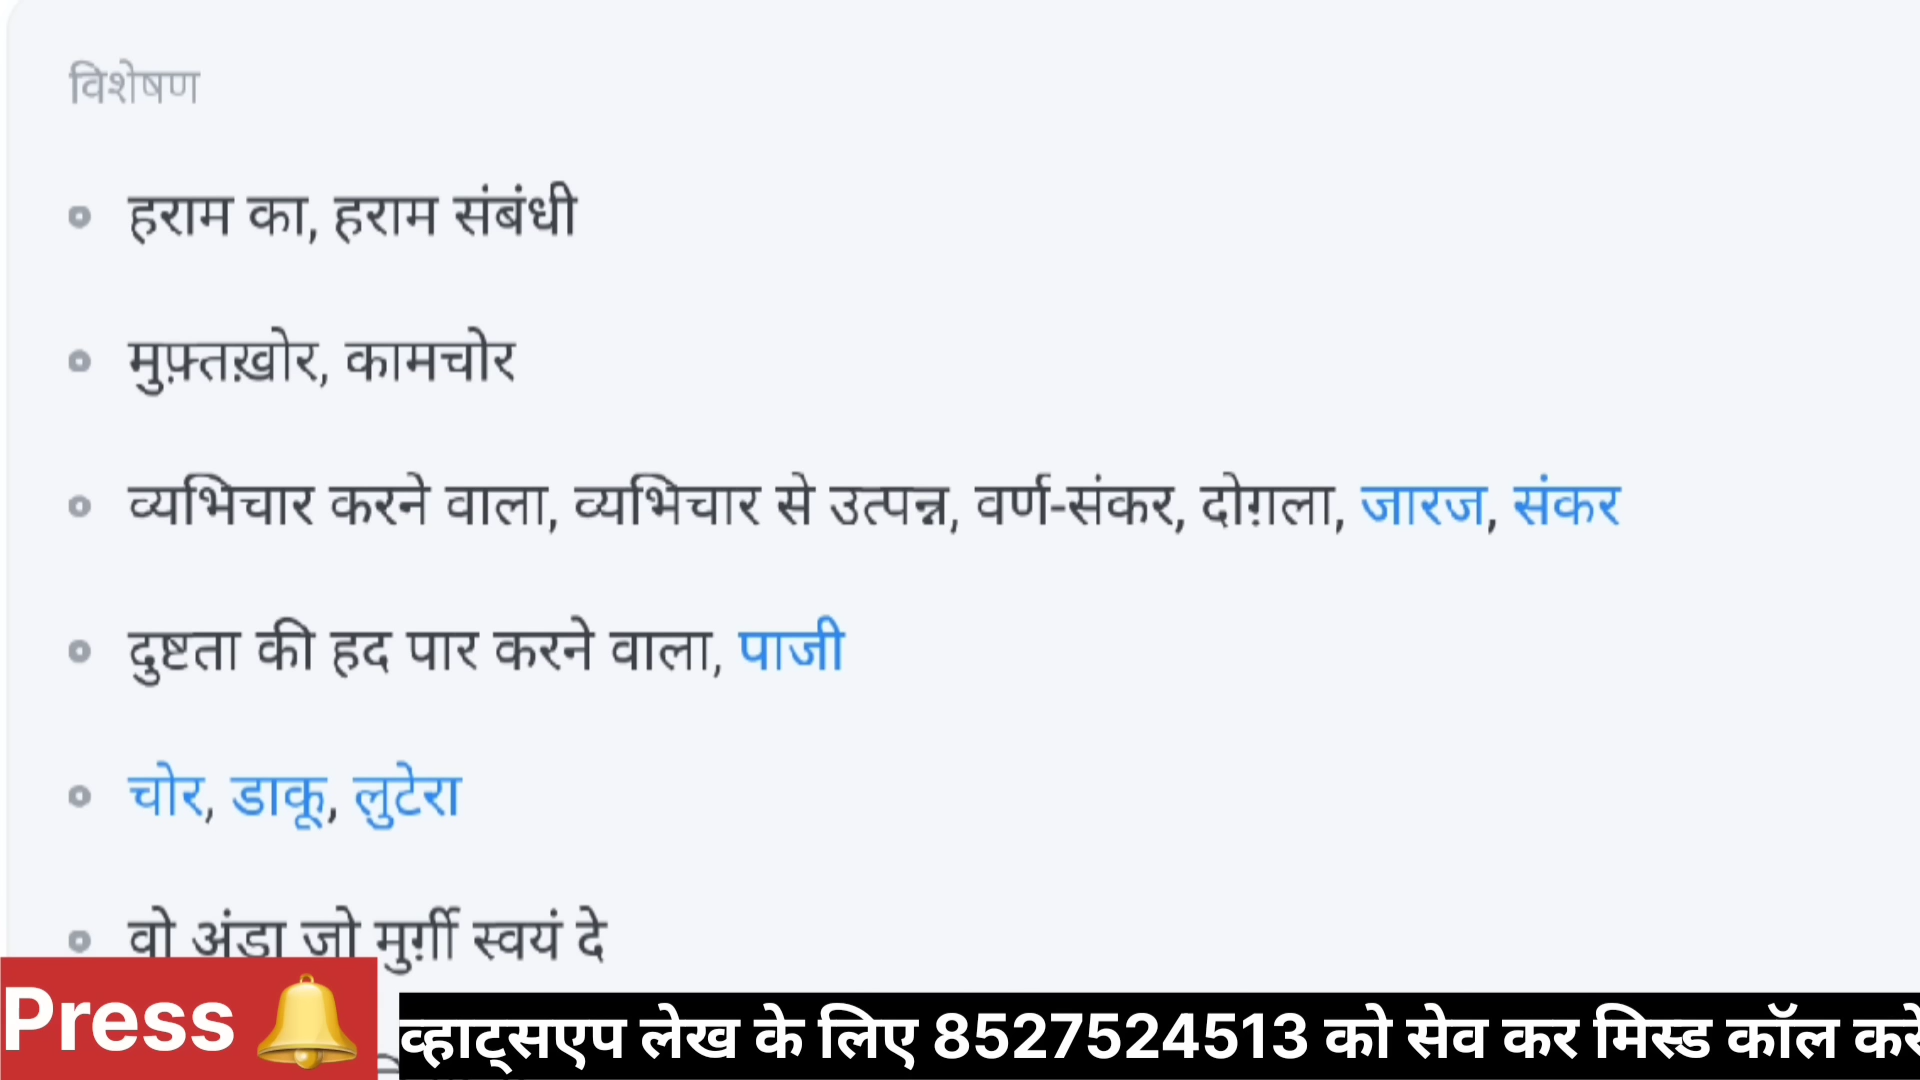 विशेषण
हराम का, हराम संबंधी
मुफ़्तख़ोर, कामचोर
व्यभिचार करने वाला, व्यभिचार से उत्पन्न, वर्ण-संकर, दोग़ला, जारज, संकर
दुष्टता की हद पार करने वाला, पाजी
चोर, डाकू, लुटेरा
वो अंडा जो मुर्ग़ी स्वयं दे
Press
व्हाट्सएप लेख के लिए 8527524513 को सेव कर मिस्ड कॉल करे